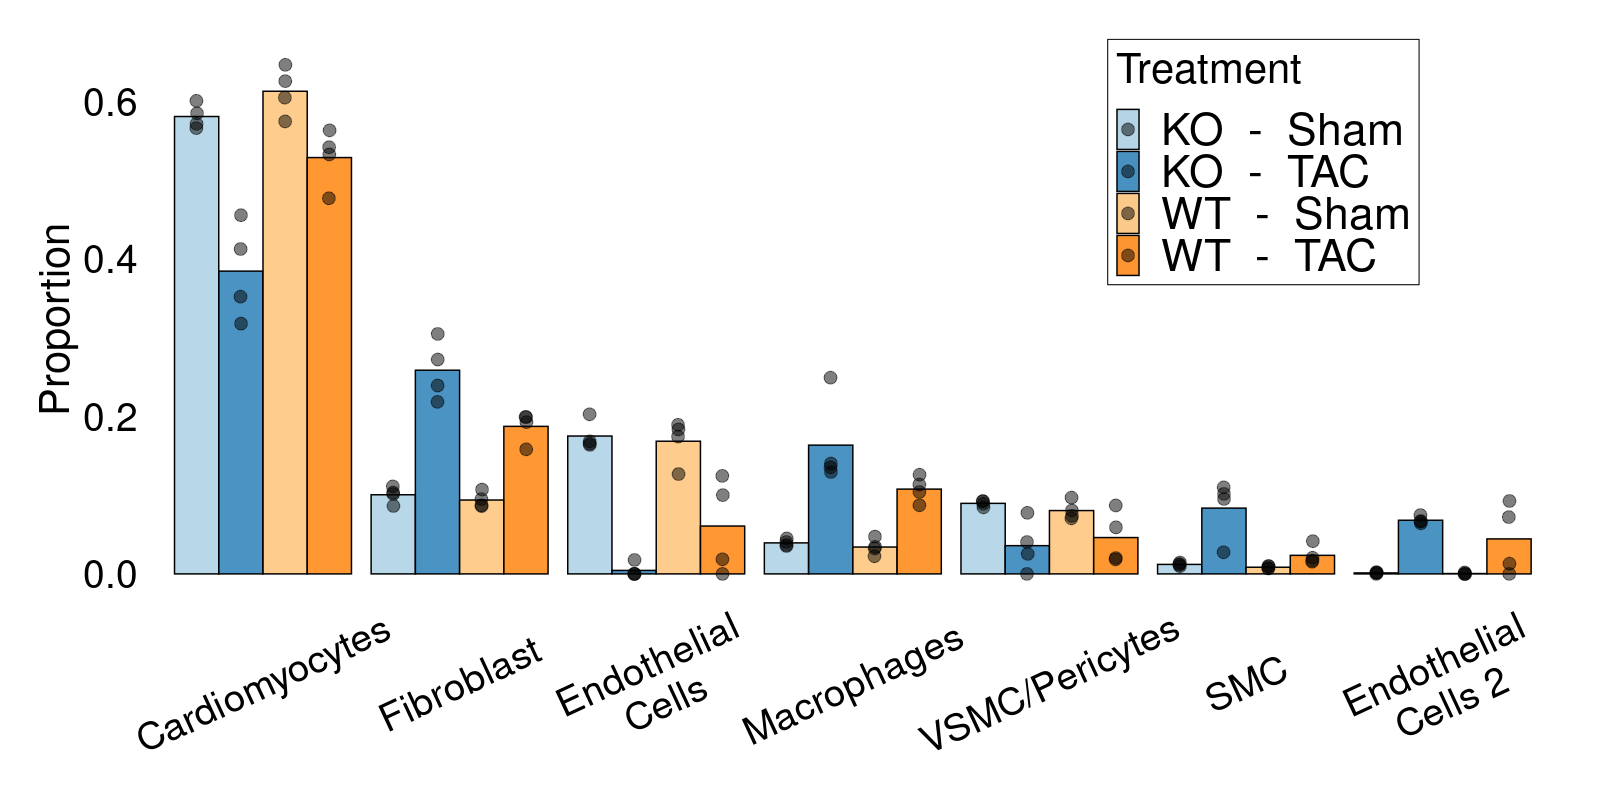 Proportion
0.6
0.4
0.2
0.0
Treatment
KO - Sham
KO - TAC
WT - Sham
WT - TAC
Cardiomyocytes
Fibroblast
Endothelial
Cells
Macrophages
VSMC/Pericytes
SMC
Endothelial
Cells 2